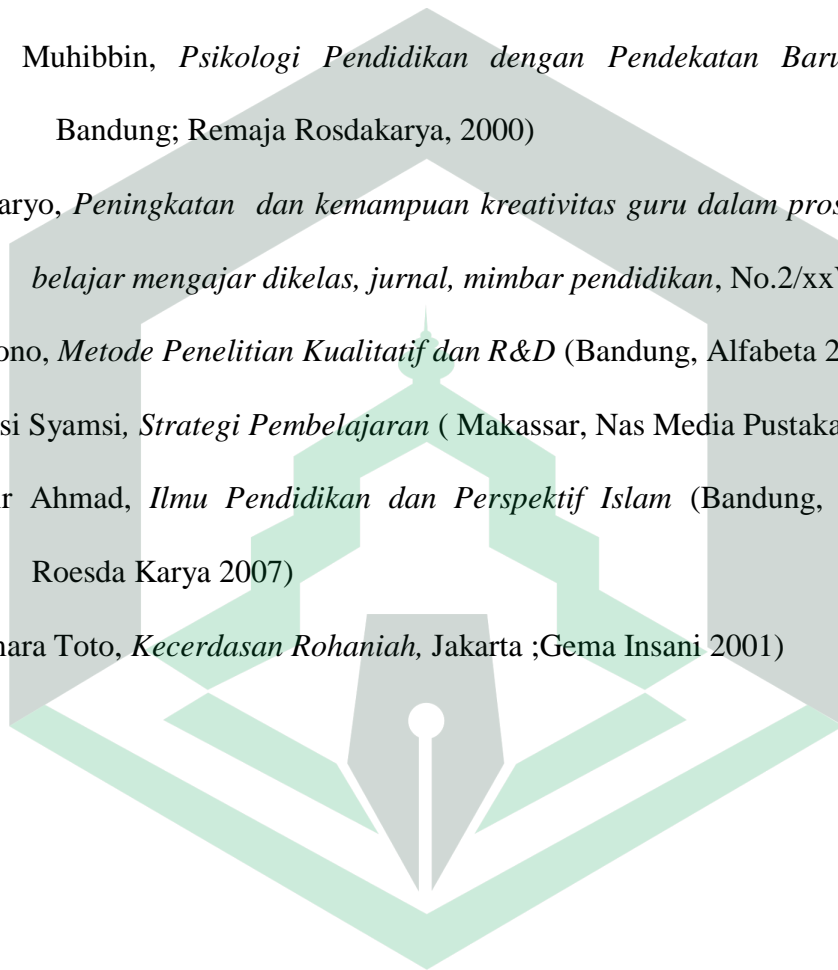 Muhibbin, Psikologi Pendidikan dengan Pendekatan Baru
Bandung; Remaja Rosdakarya, 2000)
aryo, Peningkatan dan kemampuan kreativitas guru dalam pros
belajar mengajar dikelas, jurnal, mimbar pendidikan, No.2/xx
ono, Metode Penelitian Kualitatif dan R&D (Bandung, Alfabeta 2
si Syamsi, Strategi Pembelajaran ( Makassar, Nas Media Pustaka
r Ahmad, Ilmu Pendidikan dan Perspektif Islam (Bandung,
Roesda Karya 2007)
ara Toto, Kecerdasan Rohaniah, Jakarta ;Gema Insani 2001)